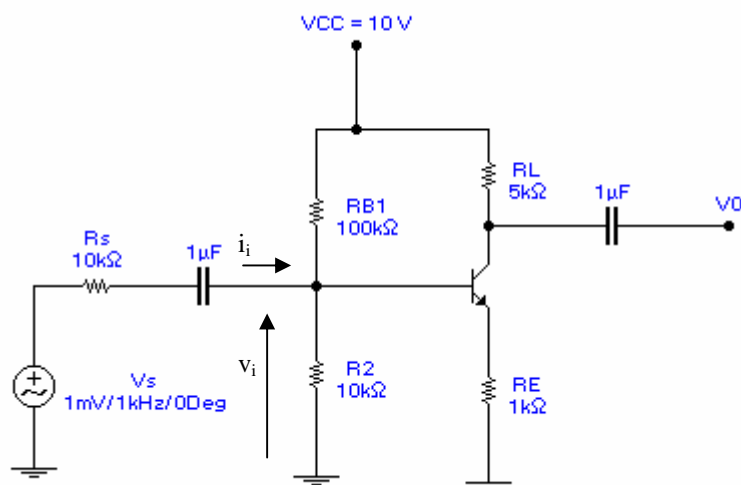 VCC = 10 V
RL
5kΩ
1µF
V0
RB1
100kΩ
Rs
10kΩ
1µF
iᵢ
vᵢ
Vs
1mV/1kHz/0Deg
R2
10kΩ
RE
1kΩ